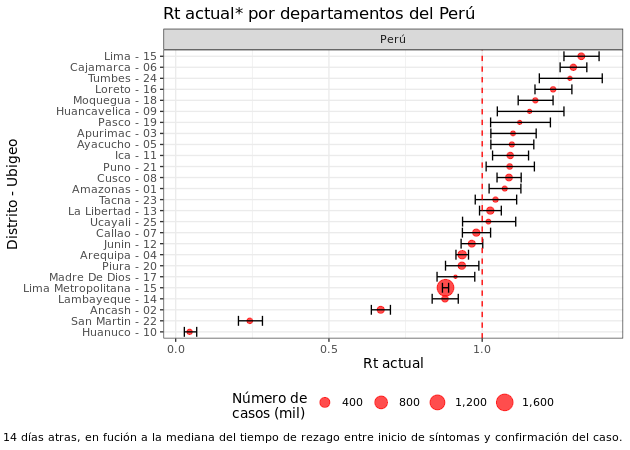 Rt actual* por departamentos del Perú
Perú
Distrito - Ubigeo
Lima - 15
Cajamarca - 06
Tumbes - 24
Loreto - 16
Moquegua - 18
Huancavelica - 09
Pasco - 19
Apurimac - 03
Ayacucho - 05
Ica - 11
Puno - 21
Cusco - 08
Amazonas - 01
Tacna - 23
La Libertad - 13
Ucayali - 25
Callao - 07
Junin - 12
Arequipa - 04
Piura - 20
Madre De Dios - 17
Lima Metropolitana - 15
Lambayeque - 14
Ancash - 02
San Martin - 22
Huanuco - 10
0.0 0.5 1.0
Rt actual
Número de
casos (mil)
400 800 1,200 1,600
14 días atras, en fución a la mediana del tiempo de rezago entre inicio de síntomas y confirmación del caso.